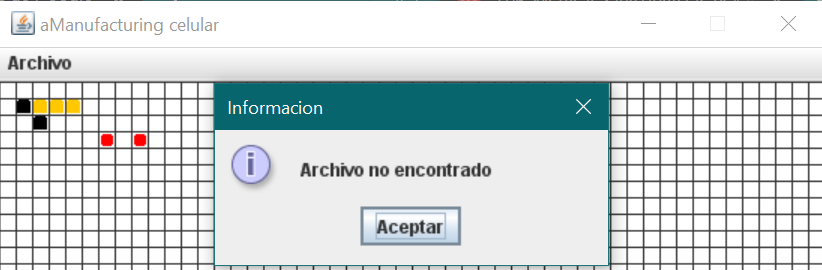 aManufacturing celular
Archivo
Informacion
i
Archivo no encontrado
Aceptar